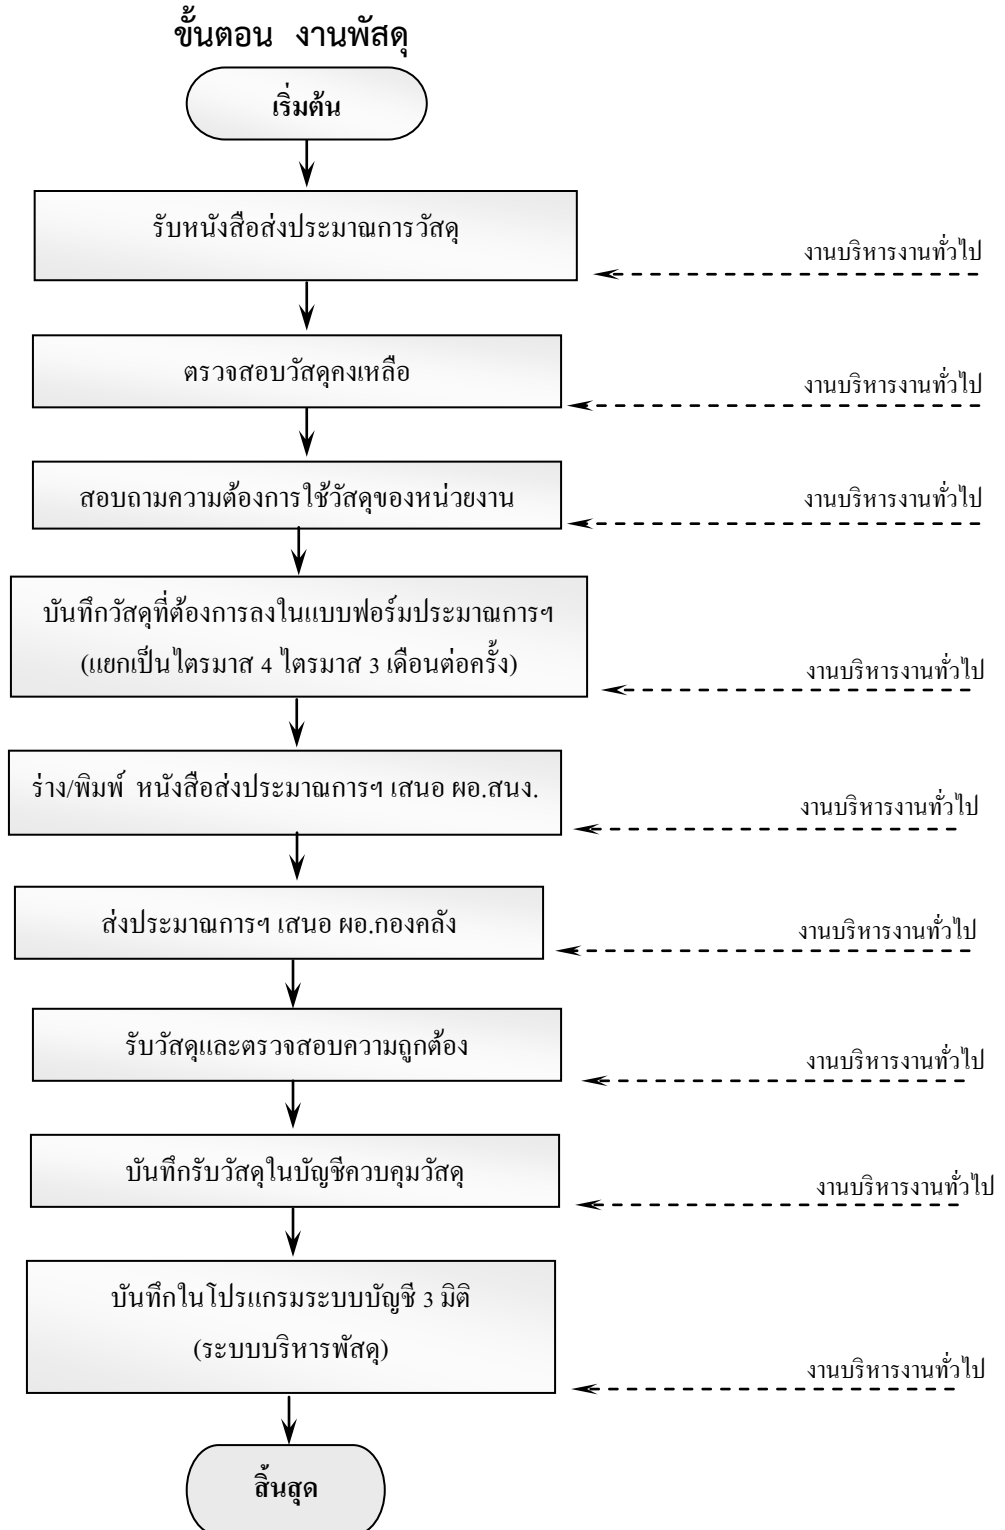 ขั้นตอน งานพัสดุ
เริ่มต้น
รับหนังสือส่งประมาณการวัสดุ
งานบริหารงานทั่วไป
ตรวจสอบวัสดุคงเหลือ
งานบริหารงานทั่วไป
สอบถามความต้องการใช้วัสดุของหน่วยงาน
งานบริหารงานทั่วไป
บันทึกวัสดุที่ต้องการลงในแบบฟอร์มประมาณการฯ
(แยกเป็นไตรมาส 4 ไตรมาส 3 เดือนต่อครั้ง)
งานบริหารงานทั่วไป
ร่าง/พิมพ์ หนังสือส่งประมาณการฯ เสนอ ผอ.สนง.
งานบริหารงานทั่วไป
ส่งประมาณการฯ เสนอ ผอ.กองคลัง
งานบริหารงานทั่วไป
รับวัสดุและตรวจสอบความถูกต้อง
งานบริหารงานทั่วไป
บันทึกรับวัสดุในบัญชีควบคุมวัสดุ
งานบริหารงานทั่วไป
บันทึกในโปรแกรมระบบบัญชี 3 มิติ
(ระบบบริหารพัสดุ)
งานบริหารงานทั่วไป
สิ้นสุด